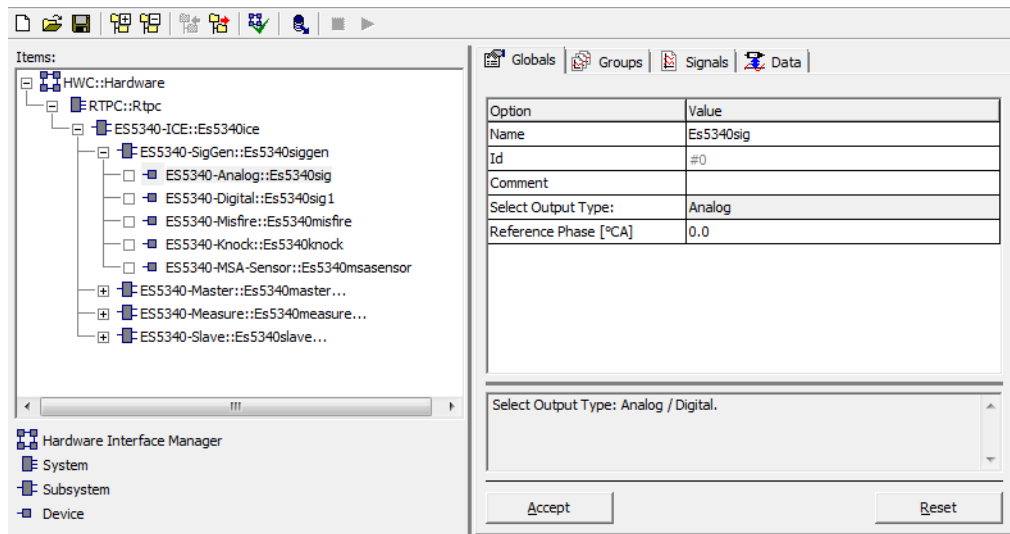 Items:
HWC::Hardware
RTPC::Rtpc
ES5340-ICE::Es5340ice
ES5340-SigGen::Es5340siggen
ES5340-Analog::Es5340sig
ES5340-Digital::Es5340sig1
ES5340-Misfire::Es5340misfire
ES5340-Knock::Es5340knock
ES5340-MSA-Sensor::Es5340msasensor
ES5340-Master::Es5340master...
ES5340-Measure::Es5340measure...
ES5340-Slave::Es5340slave...
Hardware Interface Manager
System
Subsystem
Device
Globals Groups Signals Data
Option Value
Name Es5340sig
Id #0
Comment
Select Output Type: Analog
Reference Phase [°CA] 0.0
Select Output Type: Analog / Digital.
Accept Reset